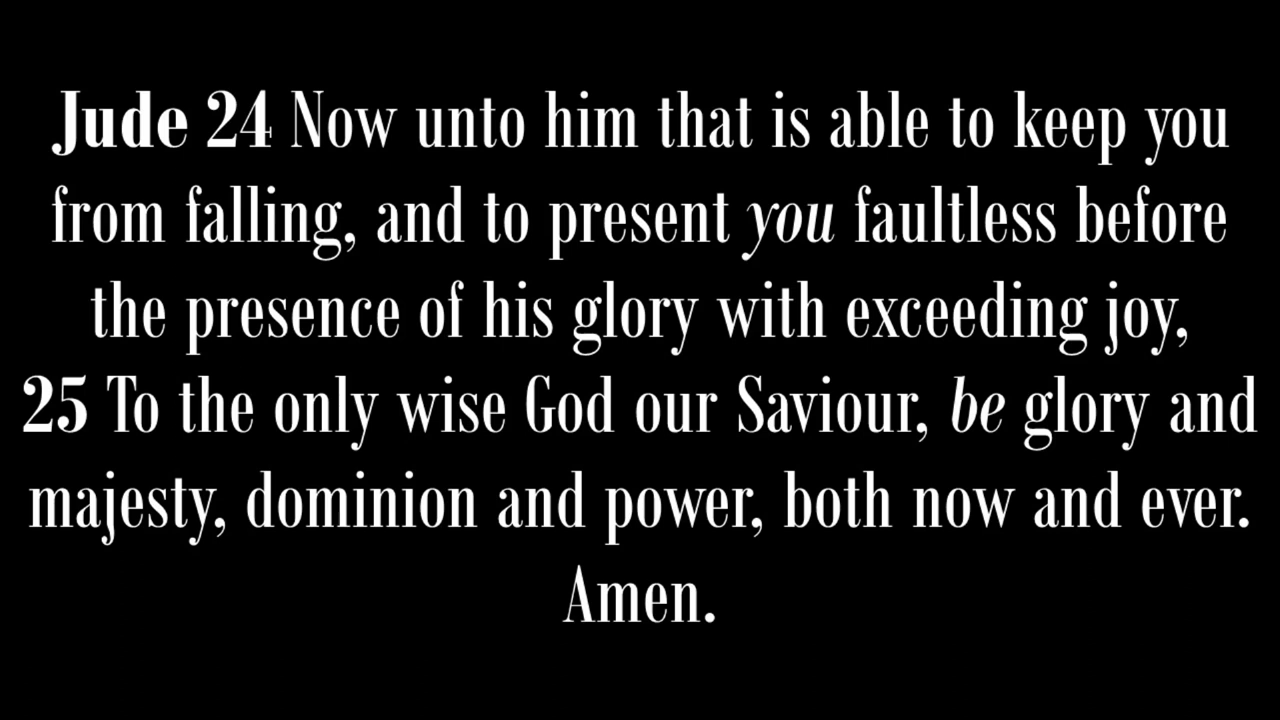 Jude 24 Now unto him that is able to keep you
from falling, and to present you faultless before
the presence of his glory with exceeding joy,
25 To the only wise God our Saviour, be glory and
majesty, dominion and power, both now and ever.
Amen.